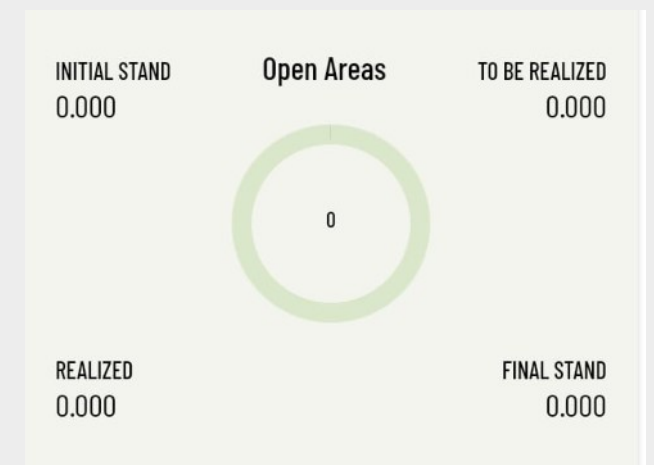 INITIAL STAND
0.000
Open Areas
TO BE REALIZED
0.000
0
REALIZED
0.000
FINAL STAND
0.000